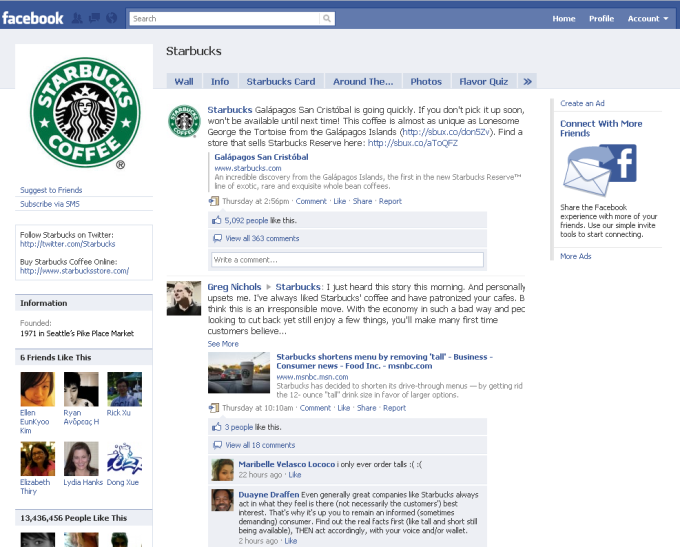 facebook
Search
Home Profile Account
STARBUCKS
COFFEE
®
Suggest to Friends
Subscribe via SMS
Follow Starbucks on Twitter:
http://twitter.com/Starbucks
Buy Starbucks Coffee Online:
http://www.starbucksstore.com/
Information
Founded:
1971 in Seattle's Pike Place Market
6 Friends Like This
Ellen
EunKyoo
Kim
Ryan
Ανδρεας Η
Rick Xu
Elizabeth
Thiry
Lydia Hanks
Dong Xue
13,436,456 People Like This
Starbucks
Wall Info Starbucks Card Around The... Photos Flavor Quiz »
Starbucks Galápagos San Cristóbal is going quickly. If you don't pick it up soon,
won't be available until next time! This coffee is almost as unique as Lonesome
George the Tortoise from the Galápagos Islands (http://sbux.co/don5Zv). Find a
store that sells Starbucks Reserve here: http://sbux.co/aToQFZ
Galápagos San Cristóbal
www.starbucks.com
An incredible discovery from the Galápagos Islands, the first in the new Starbucks Reserve™
line of exotic, rare and exquisite whole bean coffees.
Thursday at 2:56pm · Comment · Like · Share · Report
5,092 people like this.
View all 363 comments
Write a comment...
Greg Nichols ▸ Starbucks: I just heard this story this morning. And personally
upsets me. I've always liked Starbucks' coffee and have patronized your cafes. B
think this is an irresponsible move. With the economy in such a bad way and pec
looking to cut back yet still enjoy a few things, you'll make many first time
customers believe...
See More
Starbucks shortens menu by removing 'tall' - Business -
Consumer news - Food Inc. - msnbc.com
www.msnbc.msn.com
Starbucks has decided to shorten its drive-through menus — by getting rid
of the 12- ounce "tall" drink size in favor of larger options.
Thursday at 10:10am · Comment · Like · Share · Report
3 people like this.
View all 18 comments
Maribelle Velasco Lococo i only ever order talls :( :(
22 hours ago · Like
Duayne Draffen Even generally great companies like Starbucks always
act in what they feel is there (not necessarily the customers') best
interest. That's why it's up you to remain an informed (sometimes
demanding) consumer. Find out the real facts first (like tall and short still
being available), THEN act accordingly, with your voice and/or wallet.
2 hours ago · Like
Create an Ad
Connect With More
Friends
f
Share the Facebook
experience with more of your
friends. Use our simple invite
tools to start connecting.
More Ads